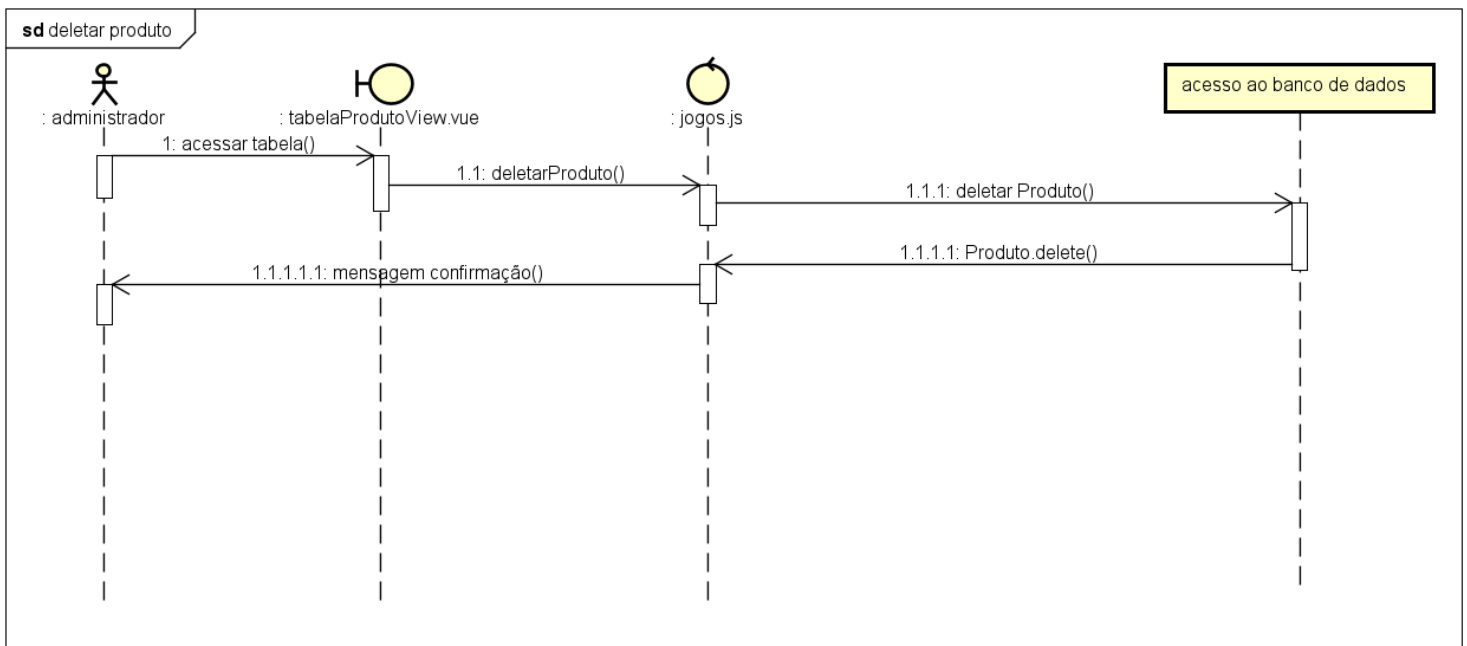 sd deletar produto
: administrador
: tabelaProdutoView.vue
: jogos.js
acesso ao banco de dados
1: acessar tabela()
1.1: deletarProduto()
1.1.1: deletar Produto()
1.1.1.1: Produto.delete()
1.1.1.1.1: mensagem confirmação()